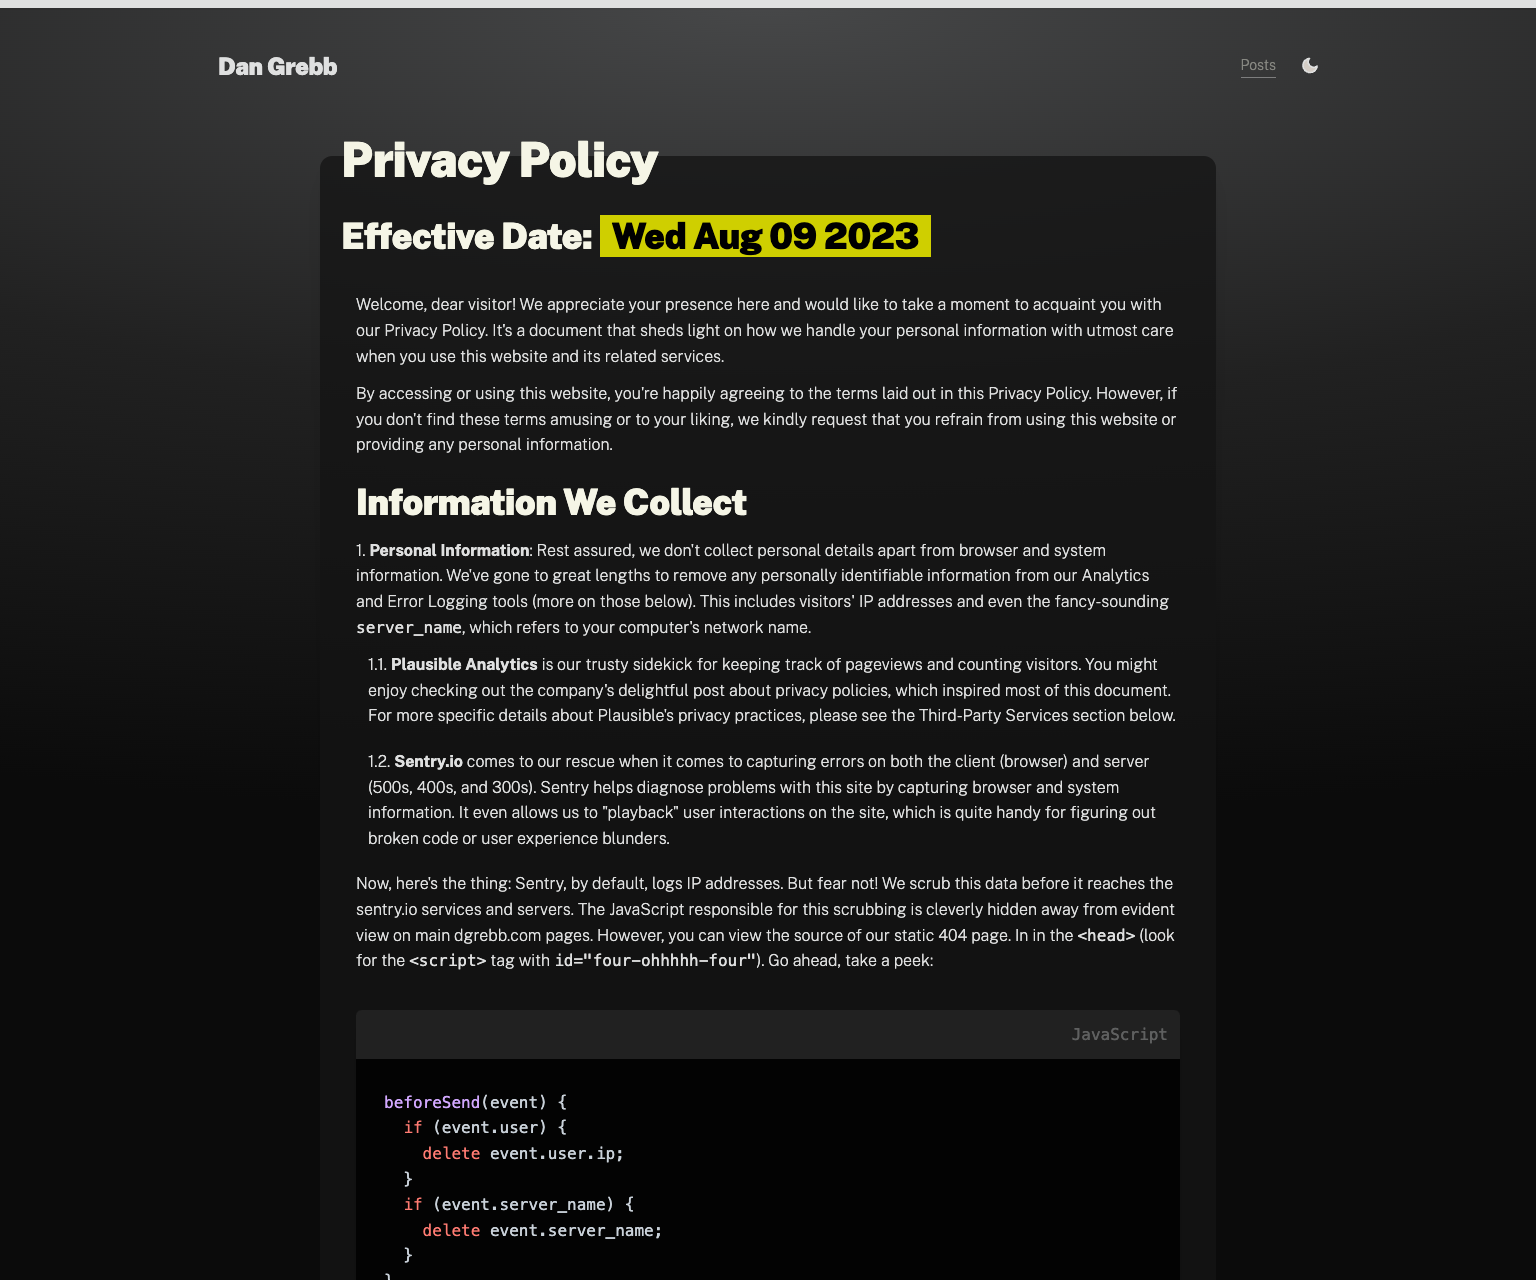 Dan Grebb
Posts
Privacy Policy
Effective Date: Wed Aug 09 2023
Welcome, dear visitor! We appreciate your presence here and would like to take a moment to acquaint you with
our Privacy Policy. It's a document that sheds light on how we handle your personal information with utmost care
when you use this website and its related services.
By accessing or using this website, you're happily agreeing to the terms laid out in this Privacy Policy. However, if
you don't find these terms amusing or to your liking, we kindly request that you refrain from using this website or
providing any personal information.
Information We Collect
1. Personal Information: Rest assured, we don't collect personal details apart from browser and system
information. We've gone to great lengths to remove any personally identifiable information from our Analytics
and Error Logging tools (more on those below). This includes visitors' IP addresses and even the fancy-sounding
server_name, which refers to your computer's network name.
1.1. Plausible Analytics is our trusty sidekick for keeping track of pageviews and counting visitors. You might
enjoy checking out the company's delightful post about privacy policies, which inspired most of this document.
For more specific details about Plausible's privacy practices, please see the Third-Party Services section below.
1.2. Sentry.io comes to our rescue when it comes to capturing errors on both the client (browser) and server
(500s, 400s, and 300s). Sentry helps diagnose problems with this site by capturing browser and system
information. It even allows us to "playback" user interactions on the site, which is quite handy for figuring out
broken code or user experience blunders.
Now, here's the thing: Sentry, by default, logs IP addresses. But fear not! We scrub this data before it reaches the
sentry.io services and servers. The JavaScript responsible for this scrubbing is cleverly hidden away from evident
view on main dgrebb.com pages. However, you can view the source of our static 404 page. In in the <head> (look
for the <script> tag with id="four-ohhhhh-four"). Go ahead, take a peek:
JavaScript
beforeSend(event) {
  if (event.user) {
    delete event.user.ip;
  }
  if (event.server_name) {
    delete event.server_name;
  }
}